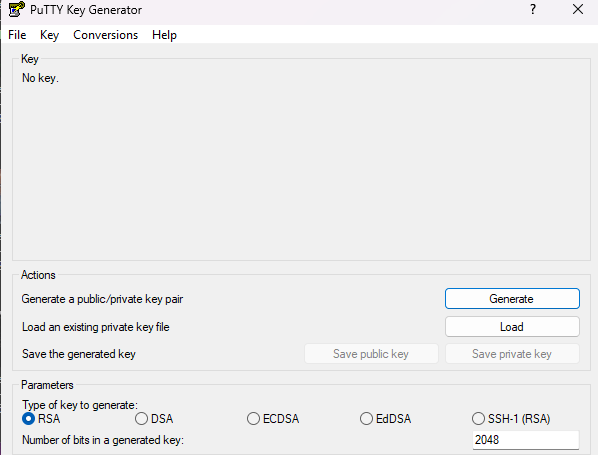 PuTTY Key Generator ?
File Key Conversions Help
Key
No key.
Actions
Generate a public/private key pair Generate
Load an existing private key file Load
Save the generated key Save public key Save private key
Parameters
Type of key to generate:
RSA DSA ECDSA EdDSA SSH-1 (RSA)
Number of bits in a generated key: 2048